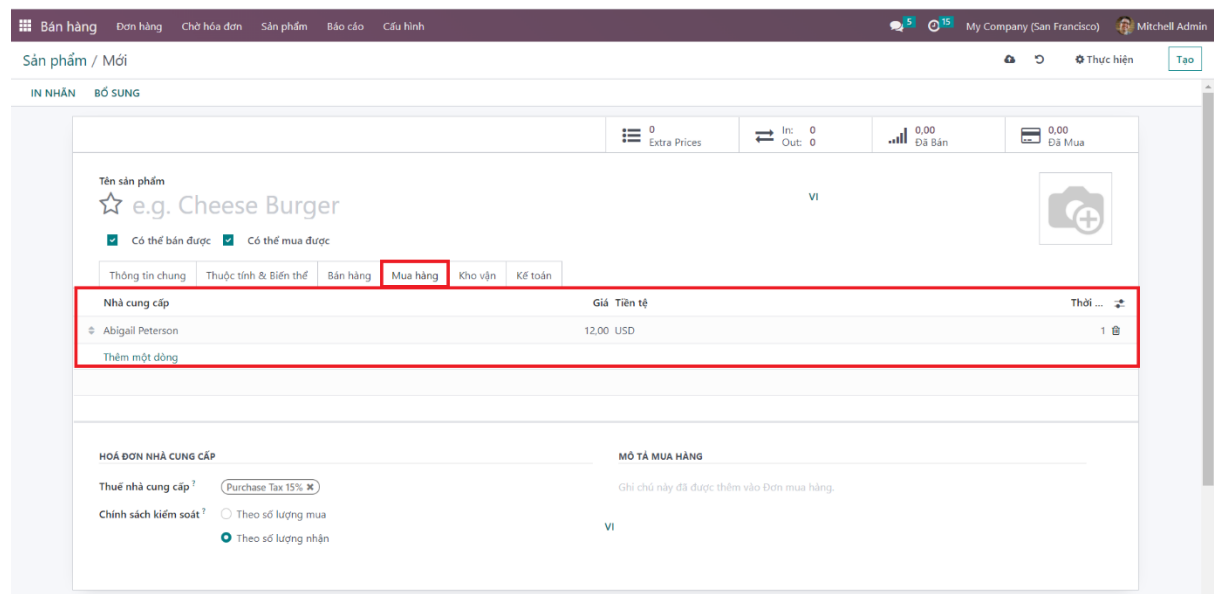 Bán hàng Đơn hàng Chờ hóa đơn Sản phẩm Báo cáo Cấu hình 5 15 My Company (San Francisco) Mitchell Admin
Sản phẩm / Mới Thực hiện Tạo
IN NHÃN BỔ SUNG
0 Extra Prices In: 0 Out: 0 0,00 Đã Bán 0,00 Đã Mua
Tên sản phẩm
e.g. Cheese Burger VI
Có thể bán được Có thể mua được
Thông tin chung Thuộc tính & Biến thể Bán hàng Mua hàng Kho vận Kế toán
Nhà cung cấp Giá Tiền tệ Thời ...
Abigail Peterson 12,00 USD 1
Thêm một dòng
HOÁ ĐƠN NHÀ CUNG CẤP MÔ TẢ MUA HÀNG
Thuế nhà cung cấp ? Purchase Tax 15% Ghi chú này đã được thêm vào Đơn mua hàng.
Chính sách kiểm soát ? Theo số lượng mua
VI
Theo số lượng nhận